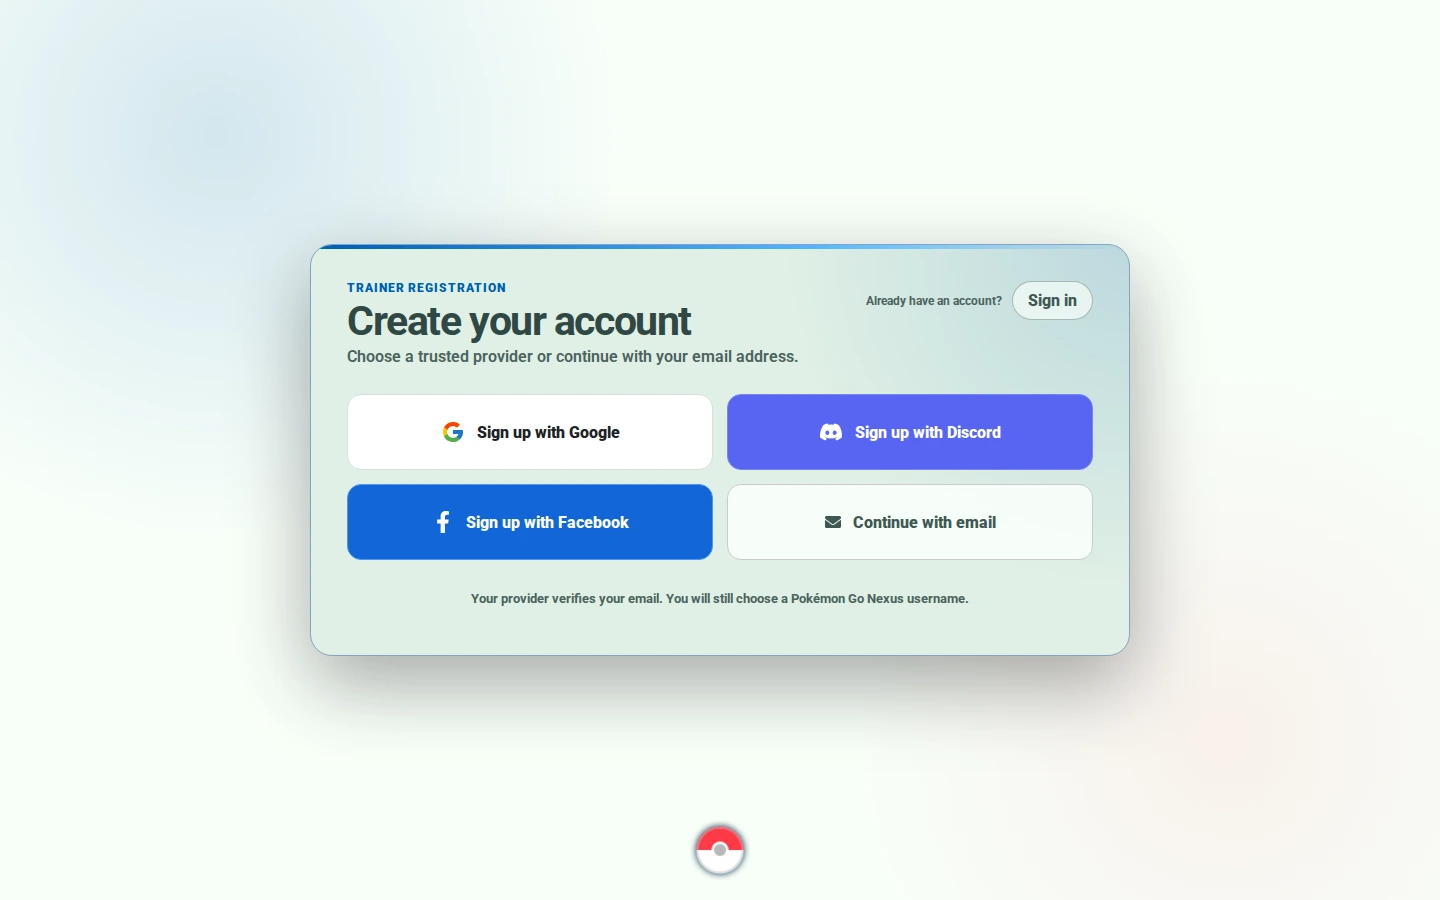 TRAINER REGISTRATION
Create your account
Choose a trusted provider or continue with your email address.
Already have an account?
Sign in
Sign up with Google
Sign up with Discord
Sign up with Facebook
Continue with email
Your provider verifies your email. You will still choose a Pokémon Go Nexus username.